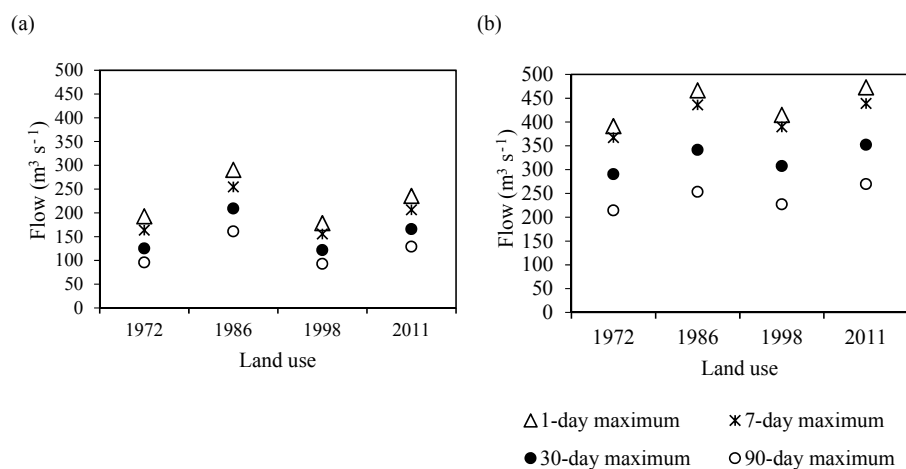 (a)
500
450
400
350
300
250
200
150
100
50
0
Flow (m³ s⁻¹)
1972 1986 1998 2011
Land use
(b)
500
450
400
350
300
250
200
150
100
50
0
Flow (m³ s⁻¹)
1972 1986 1998 2011
Land use
1-day maximum 7-day maximum
30-day maximum 90-day maximum